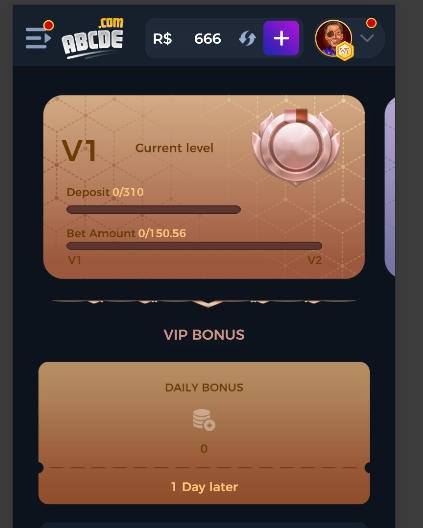 .com
ABCDE
R$ 666 +
V1
Current level
Deposit 0/310
Bet Amount 0/150.56
V1 V2
VIP BONUS
DAILY BONUS
0
1 Day later